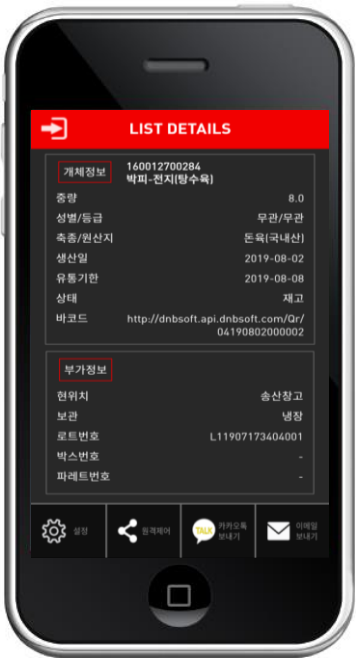 LIST DETAILS
개체정보 160012700284
박피-전지(탕수육)
중량 8.0
성별/등급 무관/무관
축종/원산지 돈육(국내산)
생산일 2019-08-02
유통기한 2019-08-08
상태 재고
바코드 http://dnbsoft.api.dnbsoft.com/Qr/
04190802000002
부가정보
현위치 송산창고
보관 냉장
로트번호 L11907173404001
박스번호 -
파레트번호 -
설정 원격제어 TALK 카카오톡 이메일
보내기 보내기